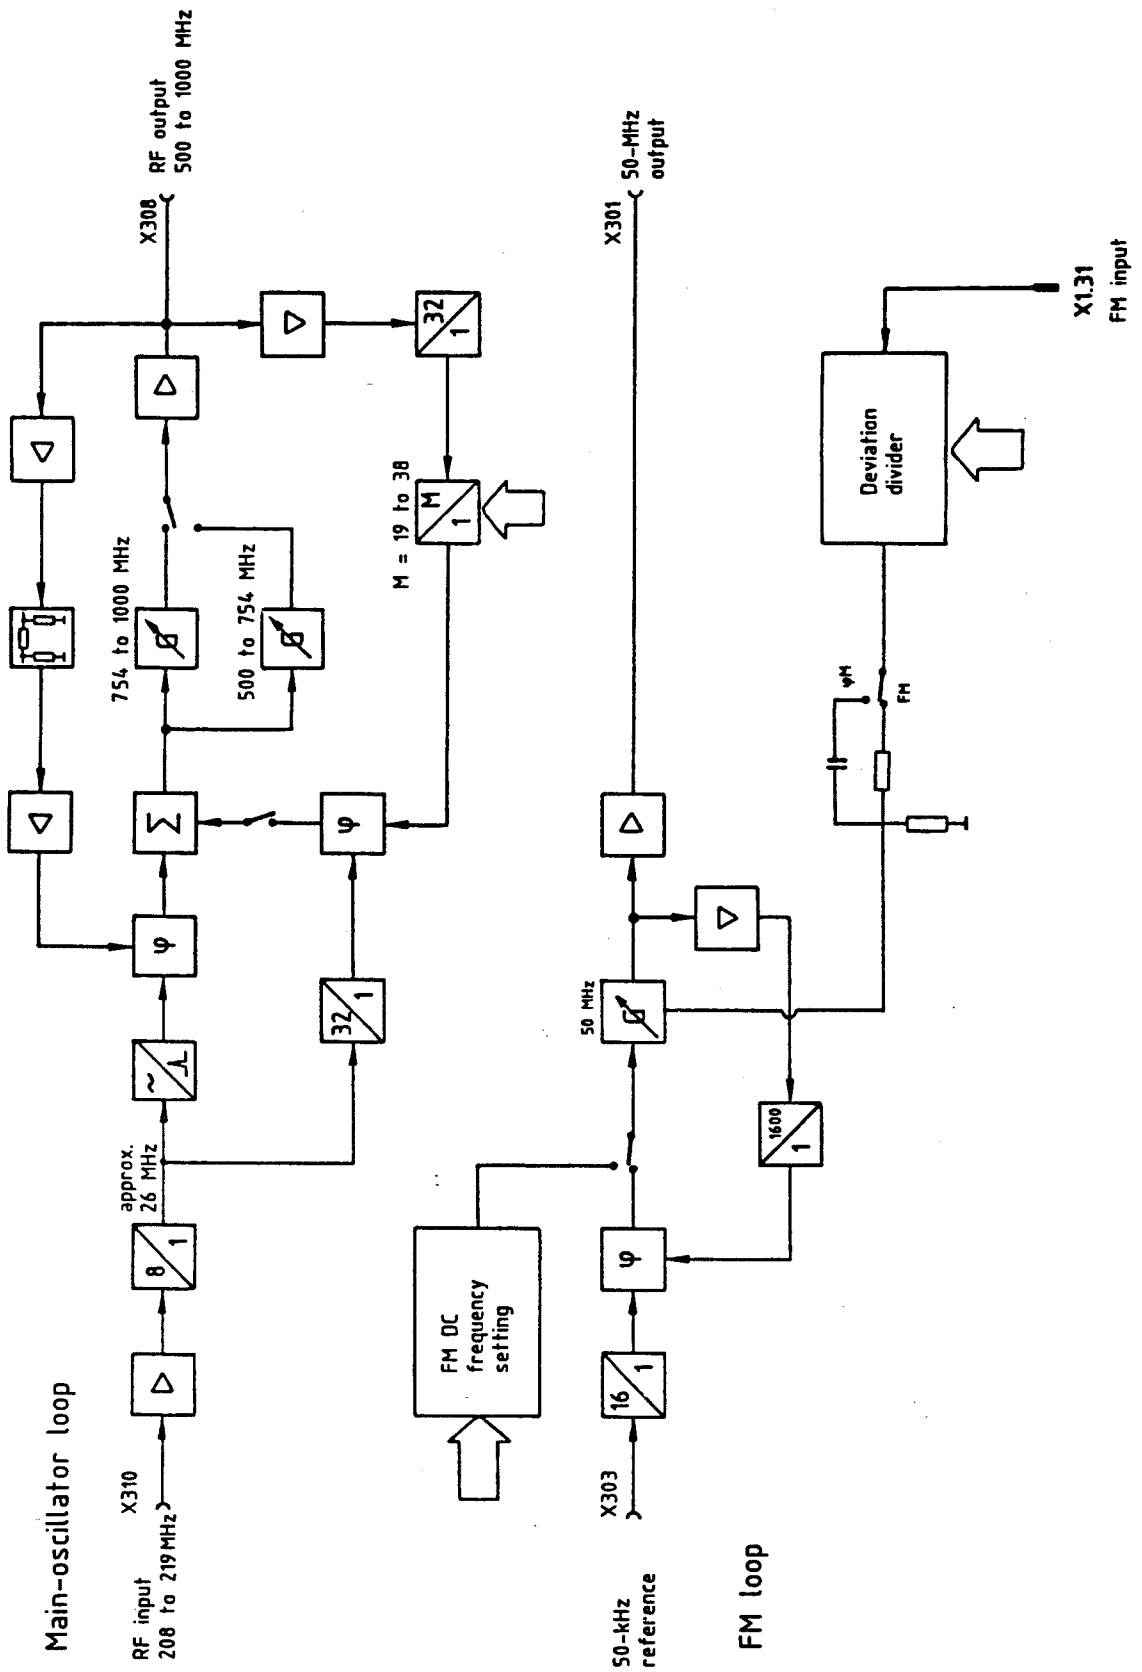 Main-oscillator loop
RF input
208 to 219 MHz
X310
▷
8
1
approx.
26 MHz
~
φ
Σ
754 to 1000 MHz
500 to 754 MHz
G
G
▷
X308
RF output
500 to 1000 MHz
32
1
φ
M = 19 to 38
M
1
32
1
FM DC
frequency
setting
50-kHz
reference
X303
16
1
φ
50 MHz
G
1600
1
X301
50-MHz
output
φM
FM
Deviation
divider
X1.31
FM input
FM loop